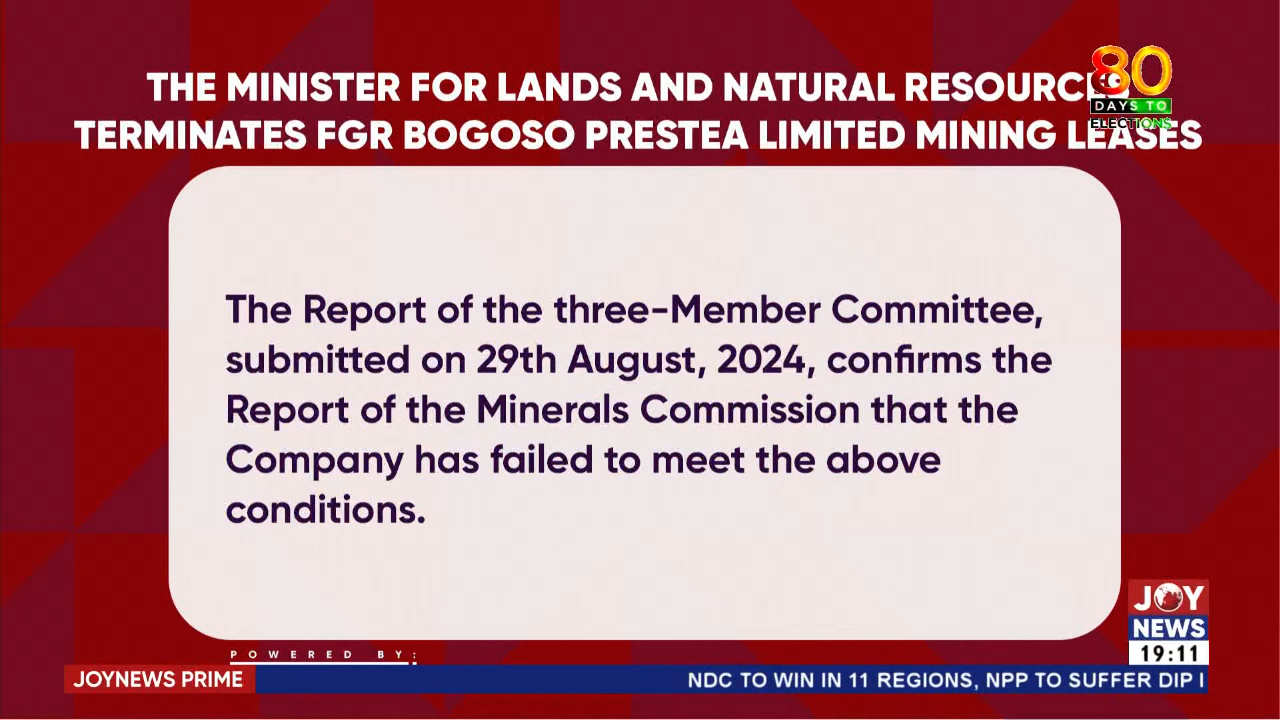 THE MINISTER FOR LANDS AND NATURAL RESOURCES
80
DAYS TO
ELECTIONS
TERMINATES FGR BOGOSO PRESTEA LIMITED MINING LEASES
The Report of the three-Member Committee,
submitted on 29th August, 2024, confirms the
Report of the Minerals Commission that the
Company has failed to meet the above
conditions.
JOY
NEWS
19:11
POWERED BY:
JOYNEWS PRIME
NDC TO WIN IN 11 REGIONS, NPP TO SUFFER DIP I